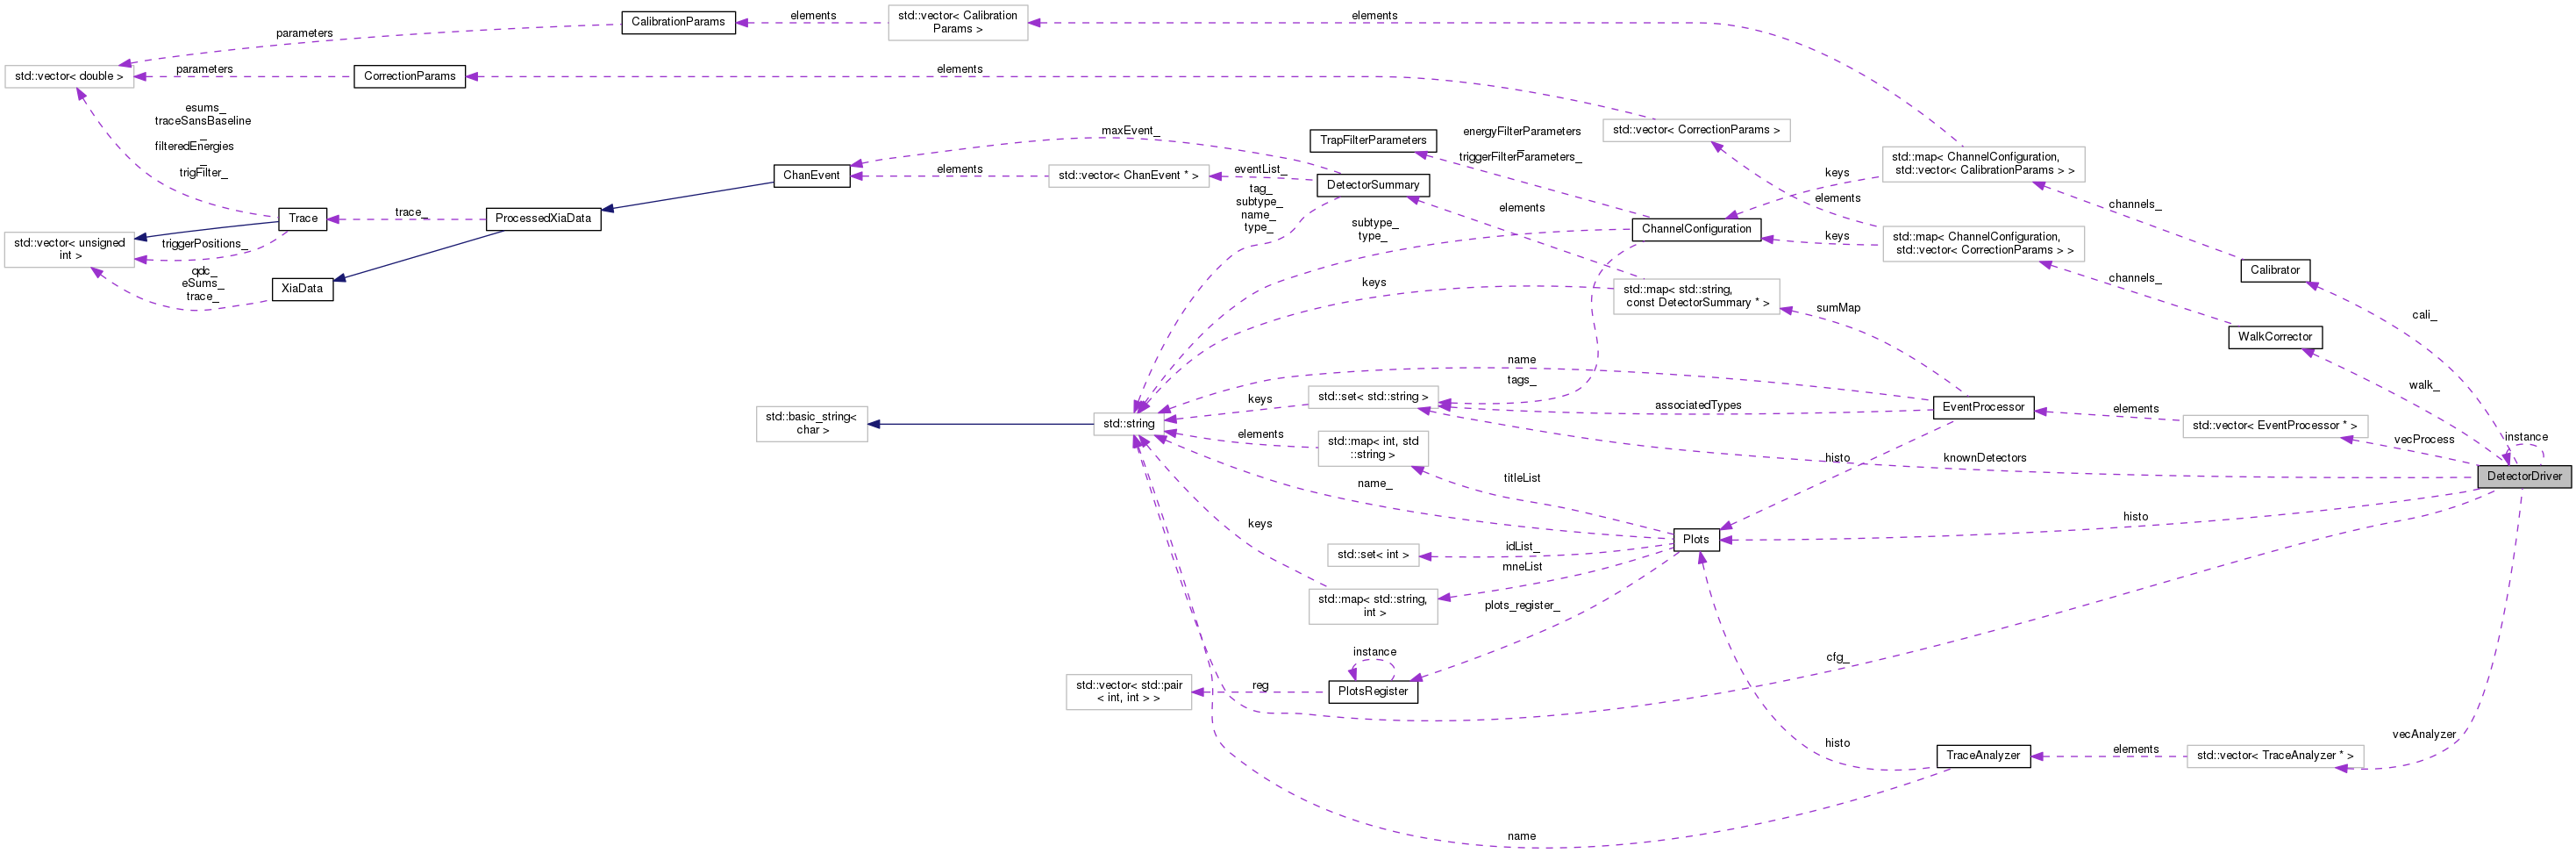 CalibrationParams
elements
std::vector< Calibration
Params >
elements
parameters
std::vector< double >
parameters
CorrectionParams
elements
esums_
traceSansBaseline
_
filteredEnergies
_
trigFilter_
maxEvent_
TrapFilterParameters
energyFilterParameters
_
triggerFilterParameters_
std::vector< CorrectionParams >
ChanEvent
elements
std::vector< ChanEvent * >
eventList_
DetectorSummary
std::map< ChannelConfiguration,
std::vector< CalibrationParams > >
keys
elements
tag_
subtype_
name_
type_
elements
channels_
Trace
trace_
ProcessedXiaData
subtype_
type_
ChannelConfiguration
keys
std::map< ChannelConfiguration,
std::vector< CorrectionParams > >
std::vector< unsigned
int >
triggerPositions_
qdc_
eSums_
trace_
XiaData
keys
std::map< std::string,
const DetectorSummary * >
channels_
Calibrator
sumMap
cali_
WalkCorrector
name
tags_
walk_
std::basic_string<
char >
std::string
keys
std::set< std::string >
associatedTypes
EventProcessor
elements
std::vector< EventProcessor * >
vecProcess
instance
elements
std::map< int, std
::string >
histo
knownDetectors
DetectorDriver
name_
titleList
keys
std::set< int >
idList_
Plots
histo
mneList
std::map< std::string,
int >
plots_register_
instance
cfg_
std::vector< std::pair
< int, int > >
reg
PlotsRegister
vecAnalyzer
histo
TraceAnalyzer
elements
std::vector< TraceAnalyzer * >
name